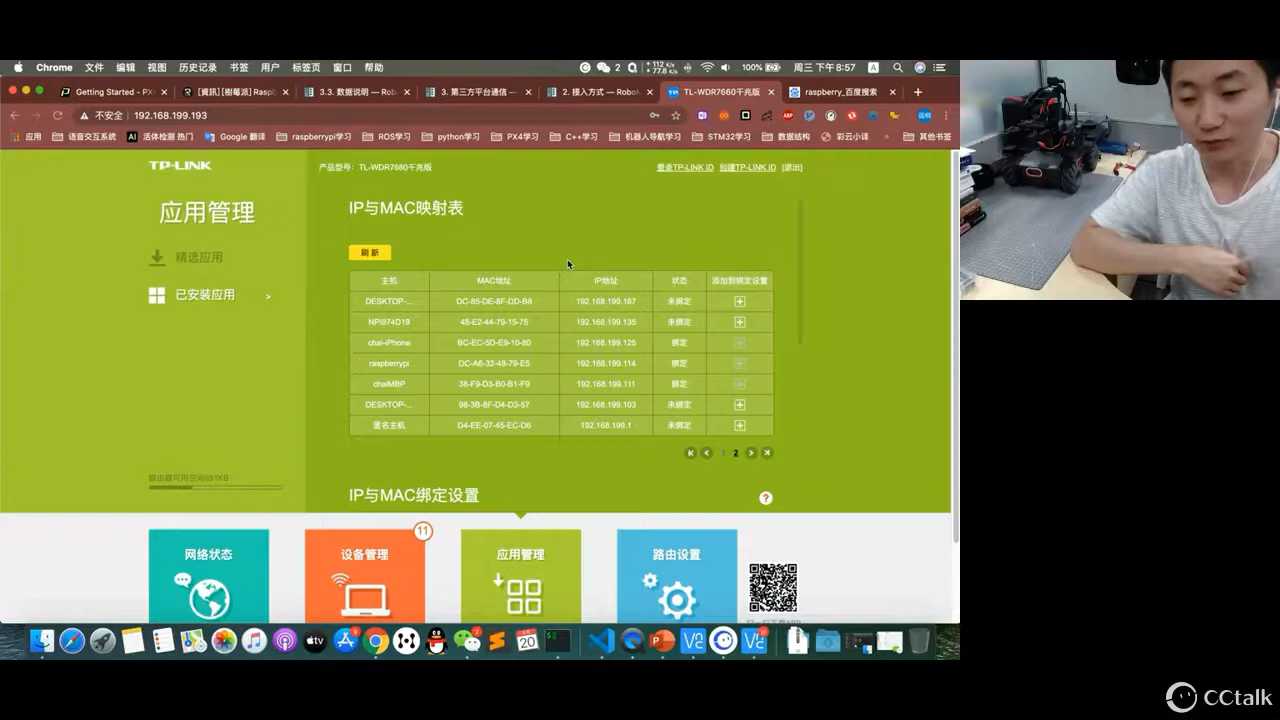 Chrome 文件 编辑 视图 历史记录 书签 用户 标签页 窗口 帮助
2 112 K/s 77.8 K/s 100% 周三 下午 8:57 A
Getting Started - PX
[資訊] [樹莓派] Rasp
3.3. 数据说明 — Rob
3. 第三方平台通信 —
2. 接入方式 — Robo
TL-WDR7660千兆版
raspberry_百度搜索
不安全 192.168.199.193
应用 语音交互系统 活体检测 热门 Google 翻译 raspberrypi学习 ROS学习 python学习 PX4学习 C++学习 机器人导航学习 STM32学习 数据结构 彩云小译 其他书签
TP-LINK
产品型号: TL-WDR7660千兆版
登录TP-LINK ID 创建TP-LINK ID [退出]
应用管理
精选应用
已安装应用 >
IP与MAC映射表
刷 新
主机 MAC地址 IP地址 状态 添加到绑定设置
DESKTOP-... DC-85-DE-8F-DD-B8 192.168.199.167 未绑定
NPI974D19 48-E2-44-79-15-75 192.168.199.135 未绑定
chai-iPhone BC-EC-5D-E9-10-80 192.168.199.125 绑定
raspberrypi DC-A6-32-48-79-E5 192.168.199.114 绑定
chaiMBP 38-F9-D3-B0-B1-F9 192.168.199.111 绑定
DESKTOP-... 98-3B-8F-D4-D3-57 192.168.199.103 未绑定
匿名主机 D4-EE-07-45-EC-D6 192.168.199.1 未绑定
1 2
IP与MAC绑定设置
?
网络状态
设备管理
11
应用管理
路由设置
CCtalk